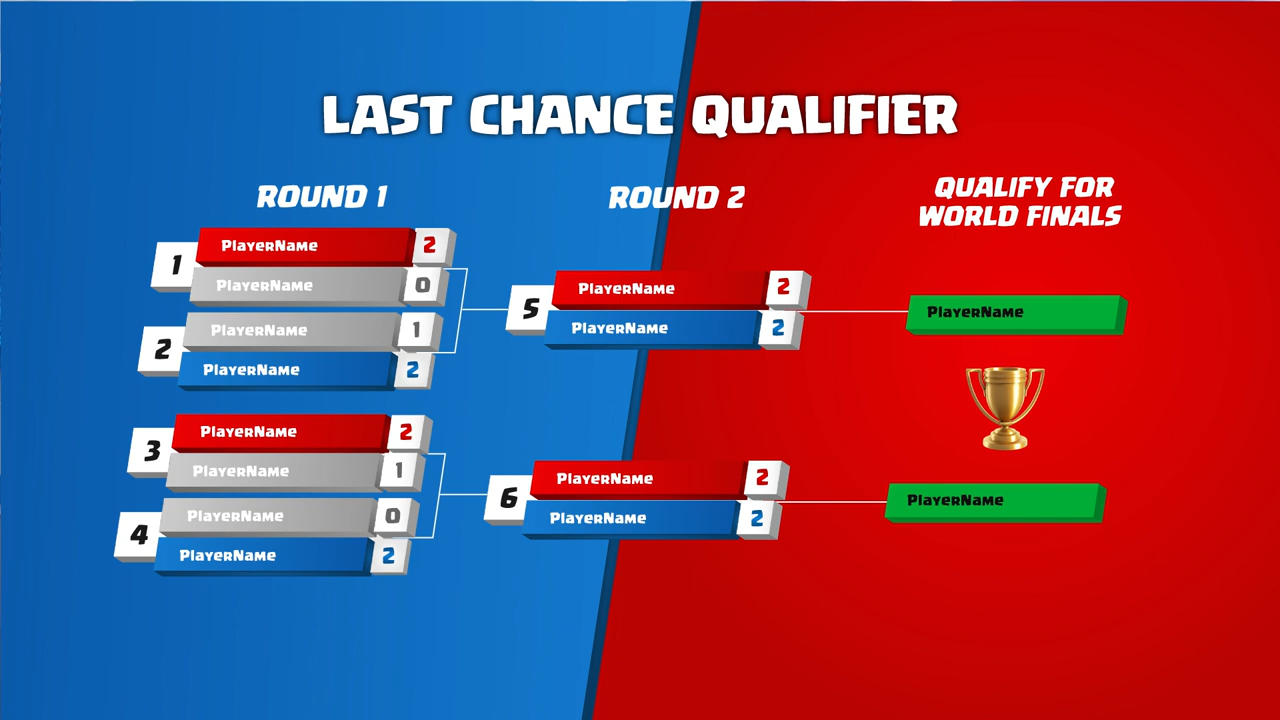 LAST CHANCE QUALIFIER
ROUND 1
ROUND 2
QUALIFY FOR
WORLD FINALS
1
PlayerName 2
PlayerName 0
2
PlayerName 1
PlayerName 2
3
PlayerName 2
PlayerName 1
4
PlayerName 0
PlayerName 2
5
PlayerName 2
PlayerName 2
6
PlayerName 2
PlayerName 2
PlayerName
PlayerName